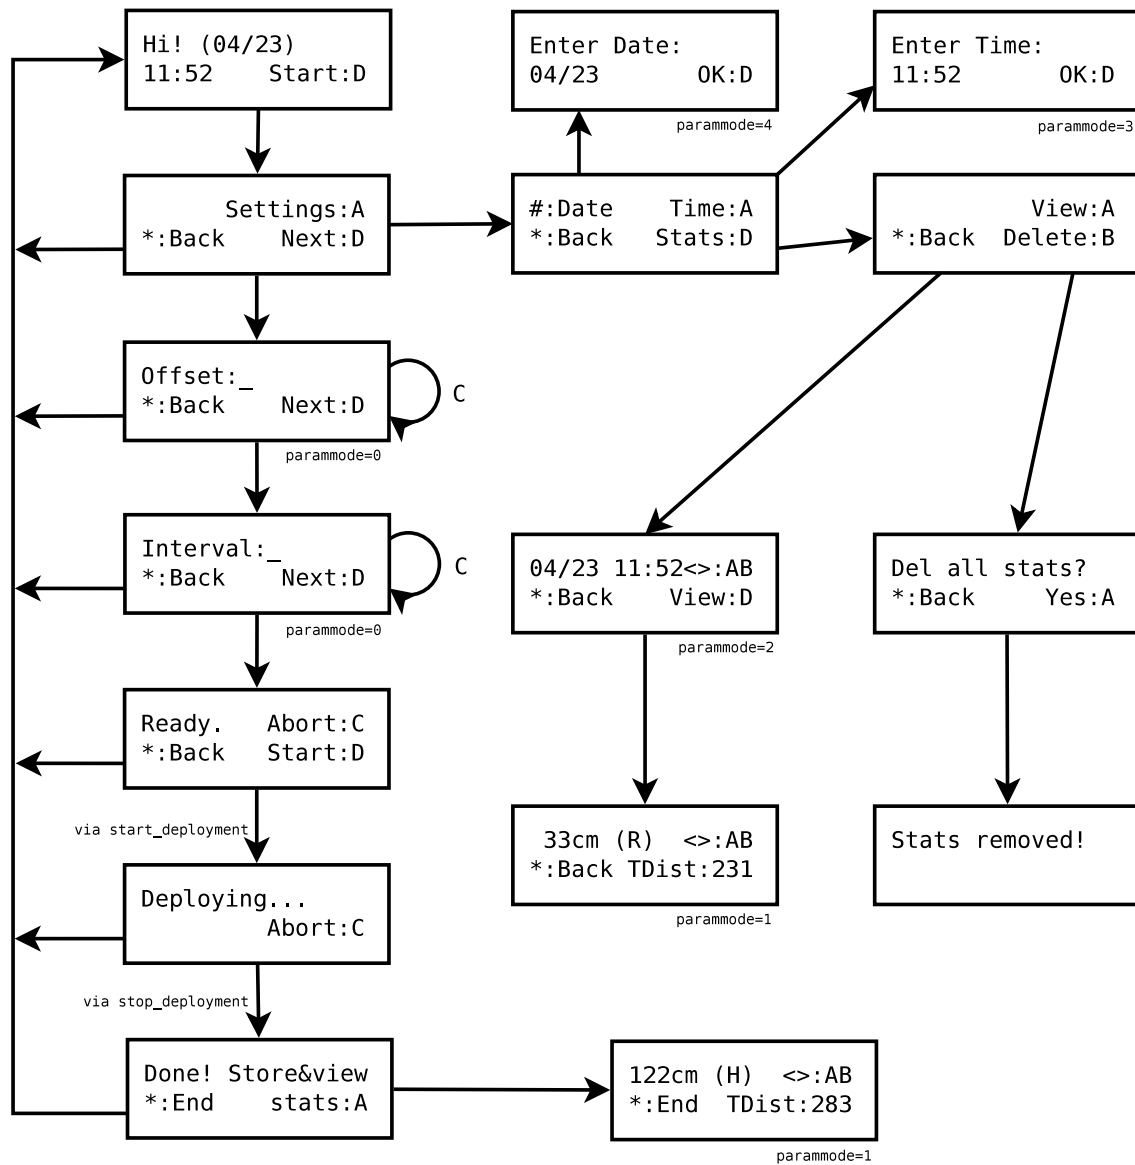 Hi! (04/23)
11:52    Start:D
Enter Date:
04/23       OK:D
parammode=4
Enter Time:
11:52       OK:D
parammode=3
Settings:A
*:Back    Next:D
#:Date    Time:A
*:Back   Stats:D
View:A
*:Back  Delete:B
Offset:_
*:Back    Next:D
C
parammode=0
Interval:_
*:Back    Next:D
C
parammode=0
04/23 11:52<>:AB
*:Back    View:D
parammode=2
Del all stats?
*:Back     Yes:A
Ready.   Abort:C
*:Back   Start:D
via start_deployment
33cm (R)  <>:AB
*:Back TDist:231
parammode=1
Stats removed!
Deploying...
Abort:C
via stop_deployment
Done! Store&view
*:End    stats:A
122cm (H)  <>:AB
*:End  TDist:283
parammode=1